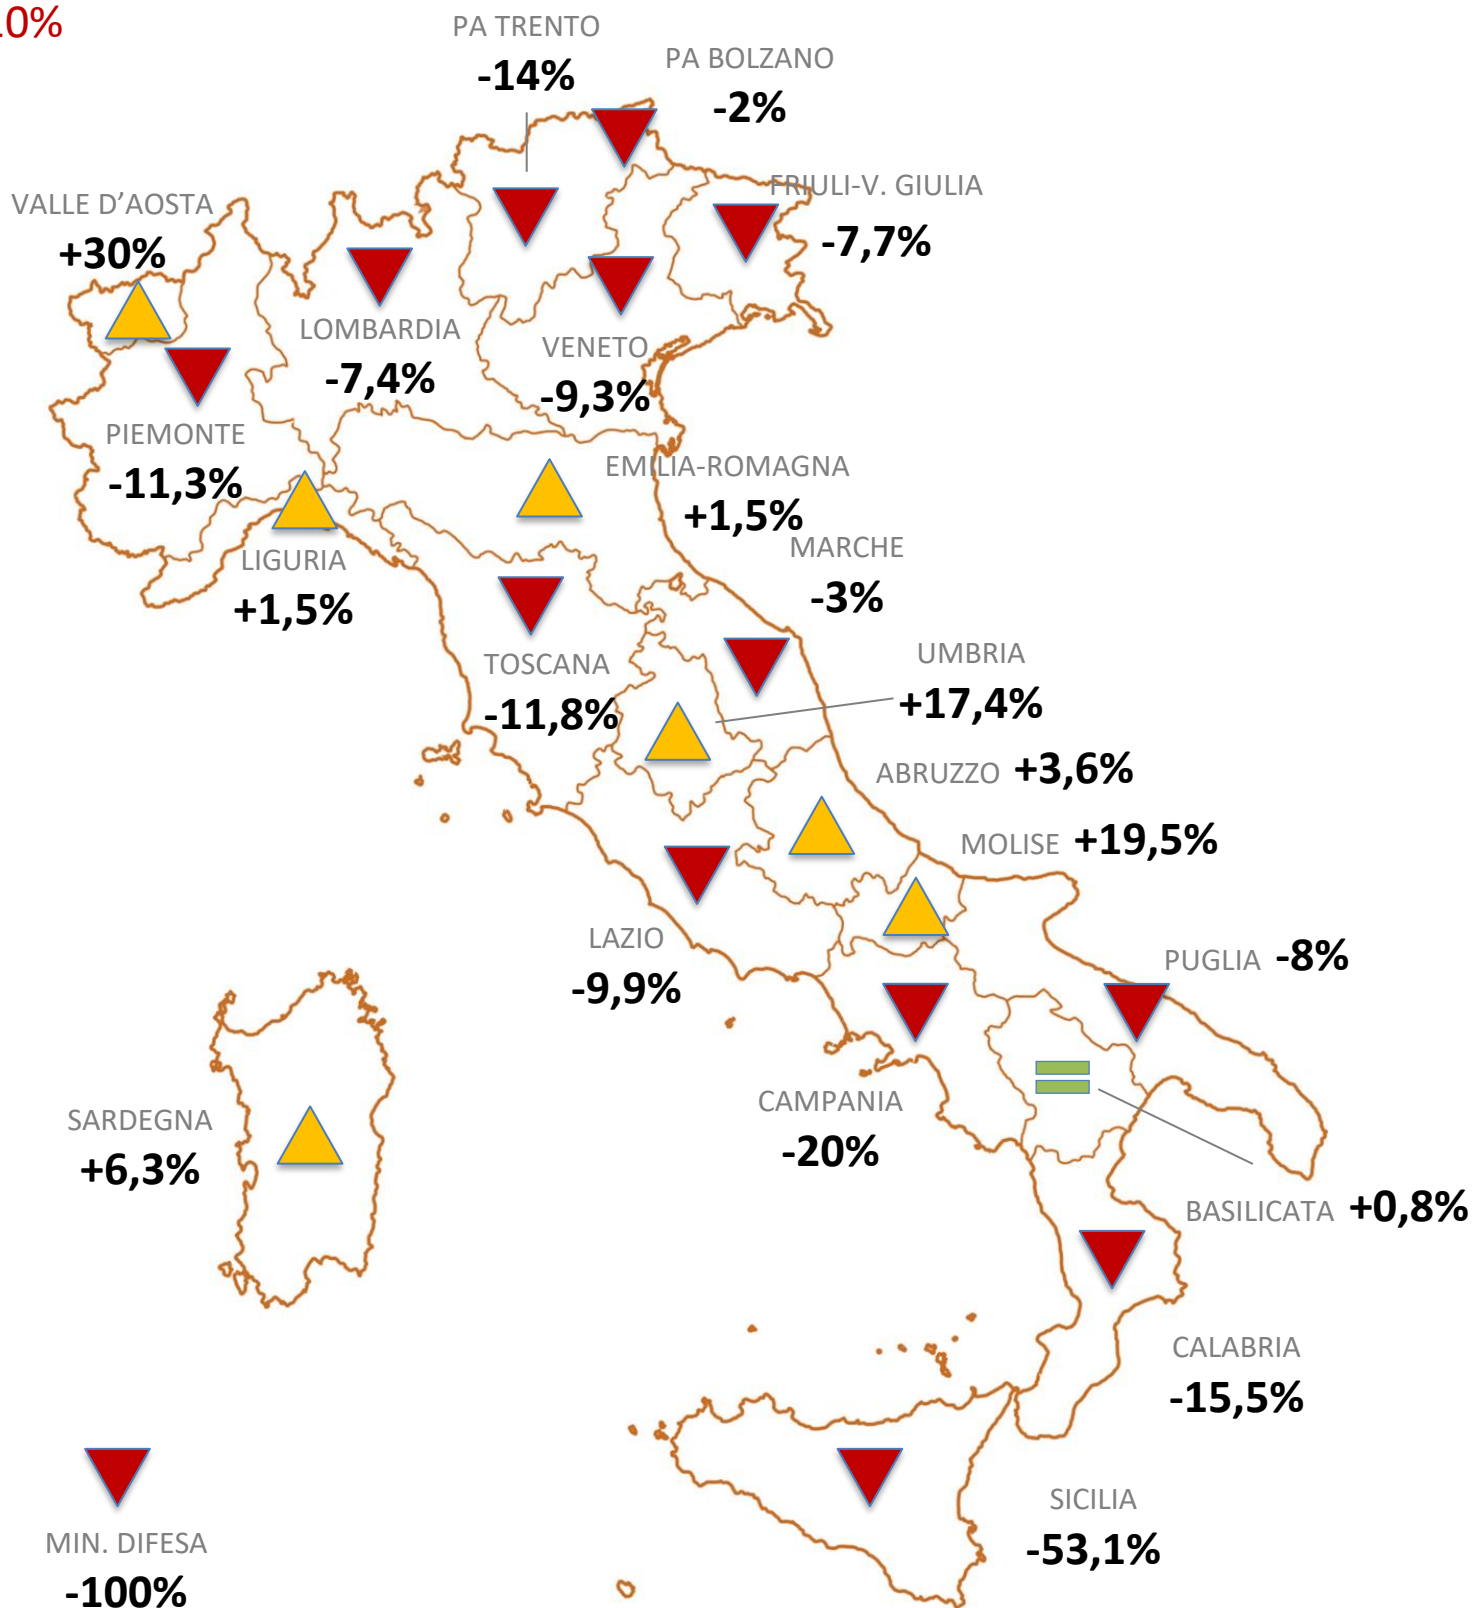 0%
PA TRENTO
-14%
PA BOLZANO
-2%
VALLE D’AOSTA
+30%
FRIULI-V. GIULIA
-7,7%
LOMBARDIA
-7,4%
VENETO
-9,3%
PIEMONTE
-11,3%
EMILIA-ROMAGNA
+1,5%
LIGURIA
+1,5%
MARCHE
-3%
TOSCANA
-11,8%
UMBRIA
+17,4%
ABRUZZO +3,6%
MOLISE +19,5%
LAZIO
-9,9%
PUGLIA -8%
CAMPANIA
-20%
SARDEGNA
+6,3%
BASILICATA +0,8%
CALABRIA
-15,5%
SICILIA
-53,1%
MIN. DIFESA
-100%